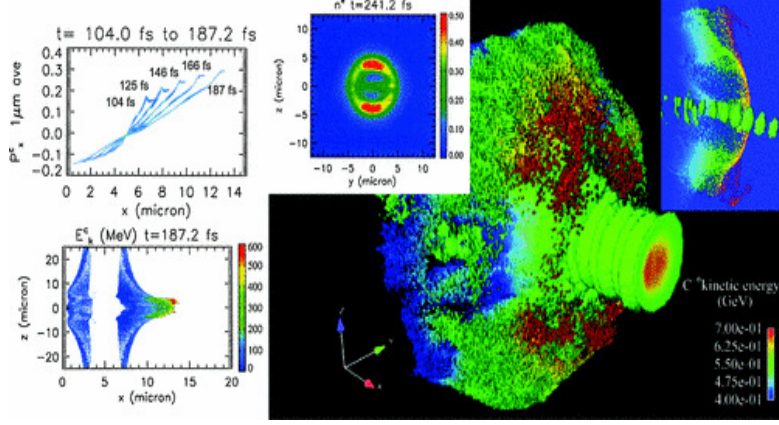 t= 104.0 fs to 187.2 fs
0.4
0.3
0.2
0.1
0.0
-0.1
-0.2
104 fs
125 fs
146 fs
166 fs
187 fs
1μm ave
0 2 4 6 8 10 12 14
x (micron)
t=241.2 fs
10
5
0
-5
-10
z (micron)
-10 -5 0 5 10
y (micron)
0.50
0.40
0.30
0.20
0.10
0.00
(MeV) t=187.2 fs
20
10
0
-10
-20
z (micron)
0 5 10 15 20
x (micron)
600
500
400
300
200
100
0
kinetic energy
(GeV)
7.00e-01
6.25e-01
5.50e-01
4.75e-01
4.00e-01